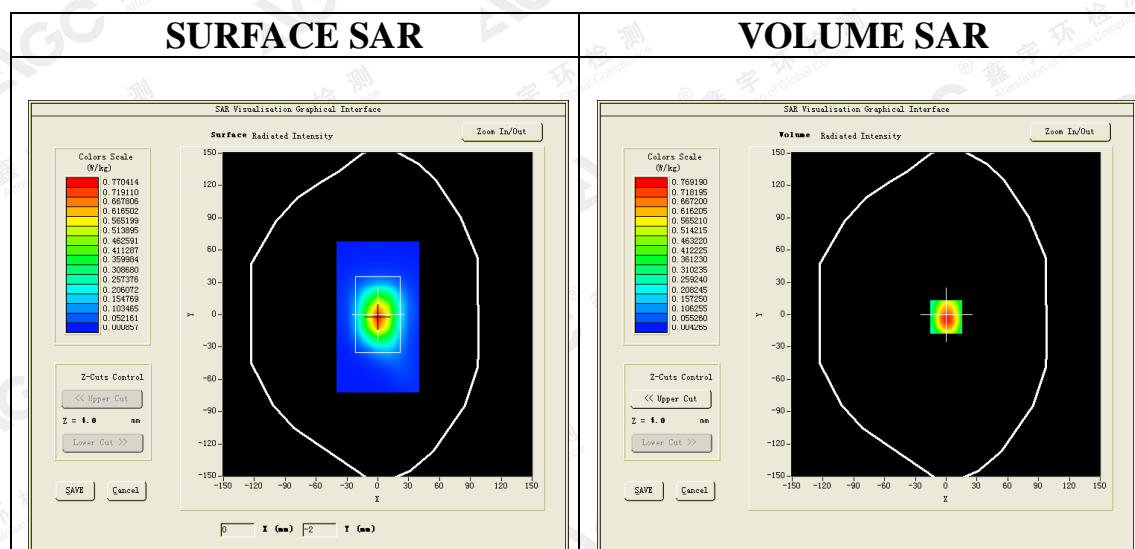 SURFACE SAR
VOLUME SAR
SAR Visualisation Graphical Interface
Surface Radiated Intensity
Zoom In/Out
Colors Scale
(W/kg)
0.770414
0.719110
0.667806
0.616502
0.565199
0.513895
0.462591
0.411287
0.359984
0.308680
0.257376
0.206072
0.154769
0.103465
0.052161
0.000857
150
120
90
60
30
0
-30
-60
-90
-120
-150
Y
-150 -120 -90 -60 -30 0 30 60 90 120 150
X
Z-Cuts Control
<< Upper Cut
Z = 4.0 mm
Lower Cut >>
SAVE Cancel
0 X (mm) -2 Y (mm)
SAR Visualisation Graphical Interface
Volume Radiated Intensity
Zoom In/Out
Colors Scale
(W/kg)
0.769190
0.718195
0.667200
0.616205
0.565210
0.514215
0.463220
0.412225
0.361230
0.310235
0.259240
0.208245
0.157250
0.106255
0.055260
0.004265
150
120
90
60
30
0
-30
-60
-90
-120
-150
Y
-150 -120 -90 -60 -30 0 30 60 90 120 150
X
Z-Cuts Control
<< Upper Cut
Z = 4.0 mm
Lower Cut >>
SAVE Cancel